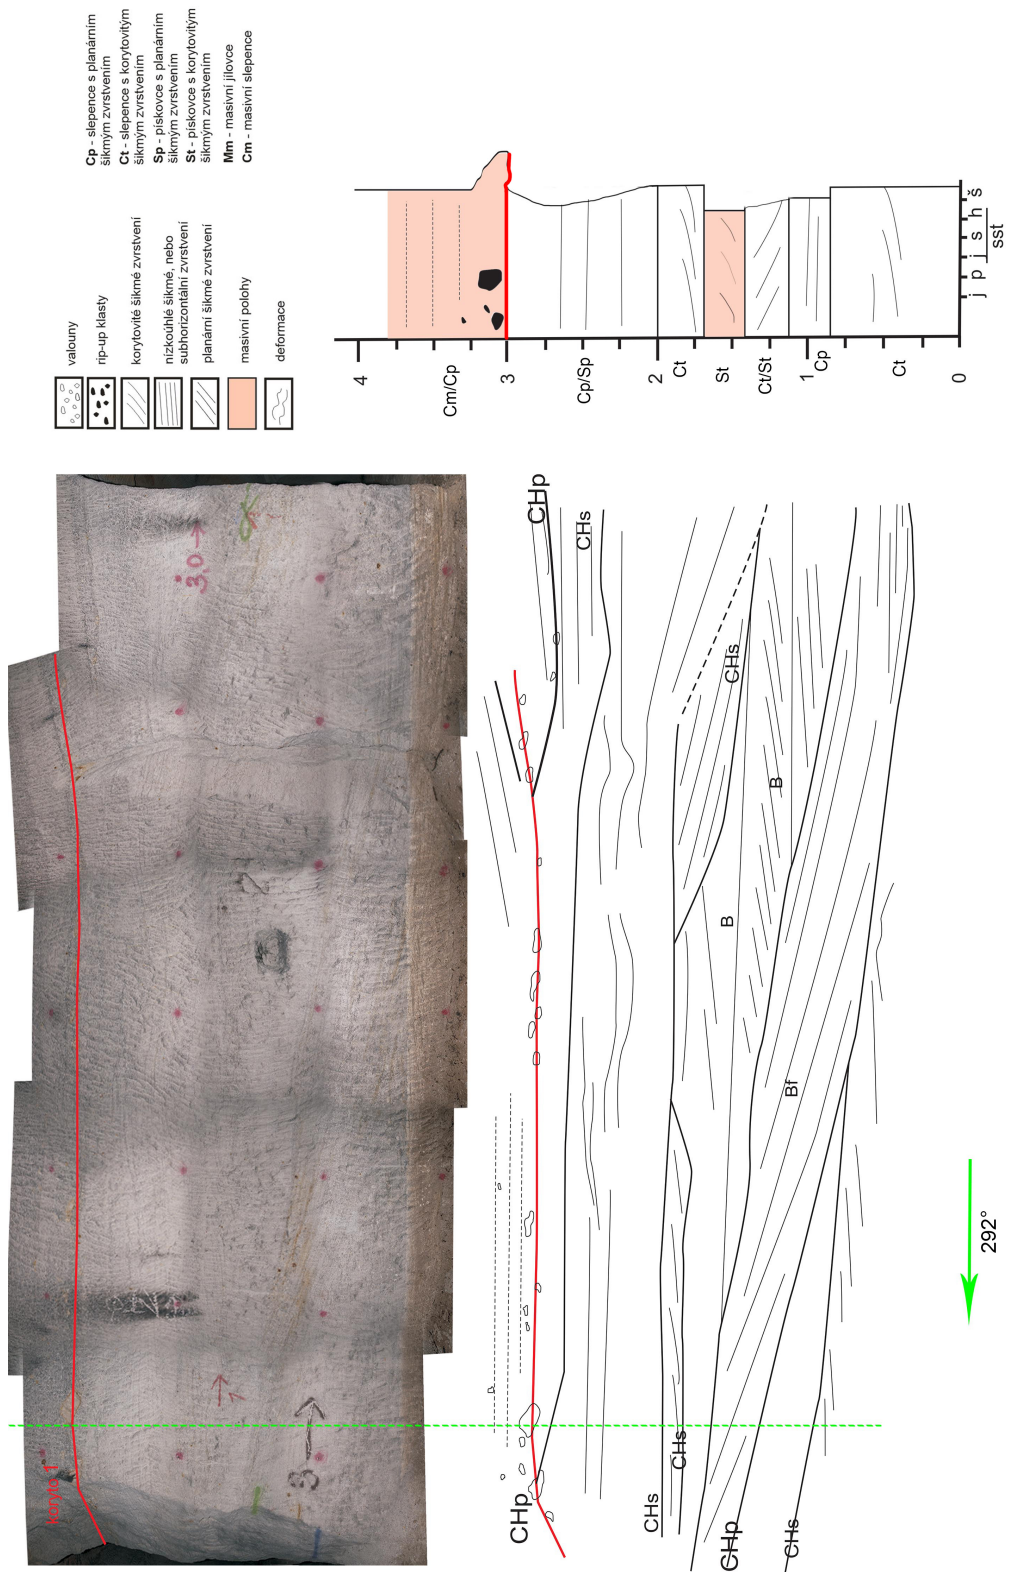 valouny
rip-up klasty
korytovité šikmé zvrstvení
nízkoúhlé šikmé, nebo
subhorizontální zvrstvení
planární šikmé zvrstvení
masivní polohy
deformace
Cp - slepence s planárním
šikmým zvrstvením
Ct - slepence s korytovitým
šikmým zvrstvením
Sp - pískovce s planárním
šikmým zvrstvením
St - pískovce s korytovitým
šikmým zvrstvením
Mm - masivní jílovce
Cm - masivní slepence
4
3
2
1
0
Cm/Cp
Cp/Sp
Ct
St
Ct/St
Cp
Ct
j p j s h š
sst
koryto 1
3,0
3
CHp
CHs
CHs
B
B
Bf
CHp
CHs
CHs
CHp
CHs
292°